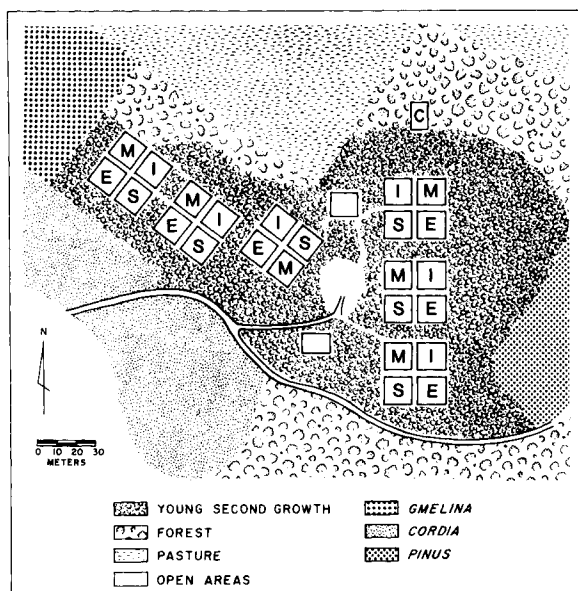 C
M I
E S
M I
E S
I S
E M
I M
S E
M I
S E
M I
S E
N
0 10 20 30
METERS
YOUNG SECOND GROWTH
FOREST
PASTURE
OPEN AREAS
GMELINA
CORDIA
PINUS